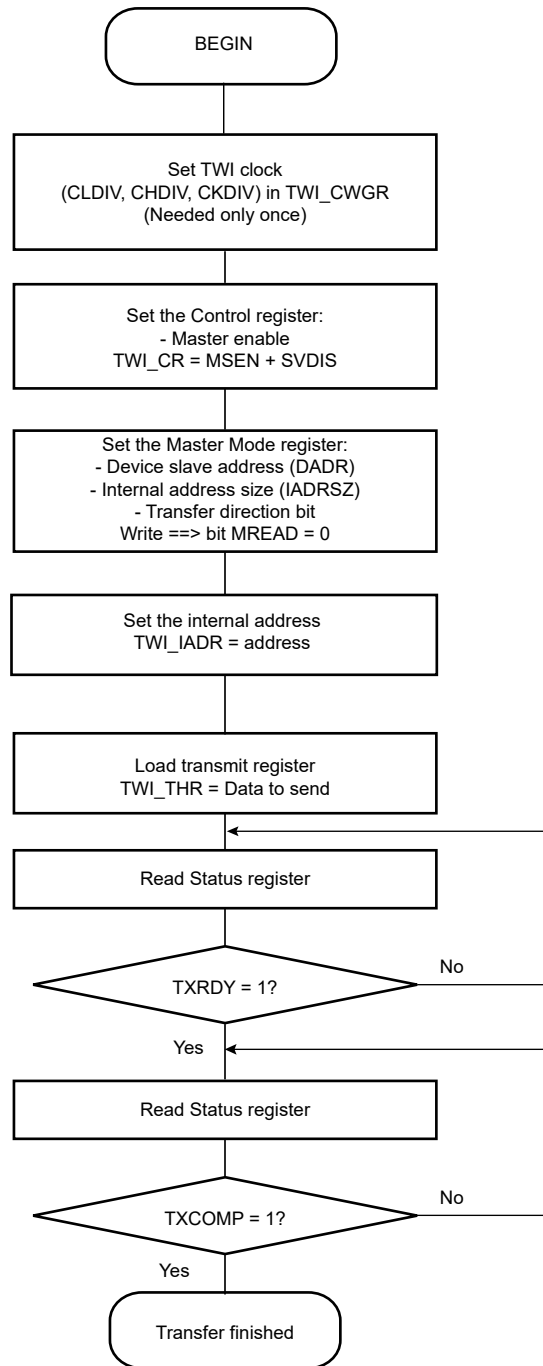 BEGIN
Set TWI clock
(CLDIV, CHDIV, CKDIV) in TWI_CWGR
(Needed only once)
Set the Control register:
- Master enable
TWI_CR = MSEN + SVDIS
Set the Master Mode register:
- Device slave address (DADR)
- Internal address size (IADRSZ)
- Transfer direction bit
Write ==> bit MREAD = 0
Set the internal address
TWI_IADR = address
Load transmit register
TWI_THR = Data to send
Read Status register
TXRDY = 1?
No
Yes
Read Status register
TXCOMP = 1?
No
Yes
Transfer finished